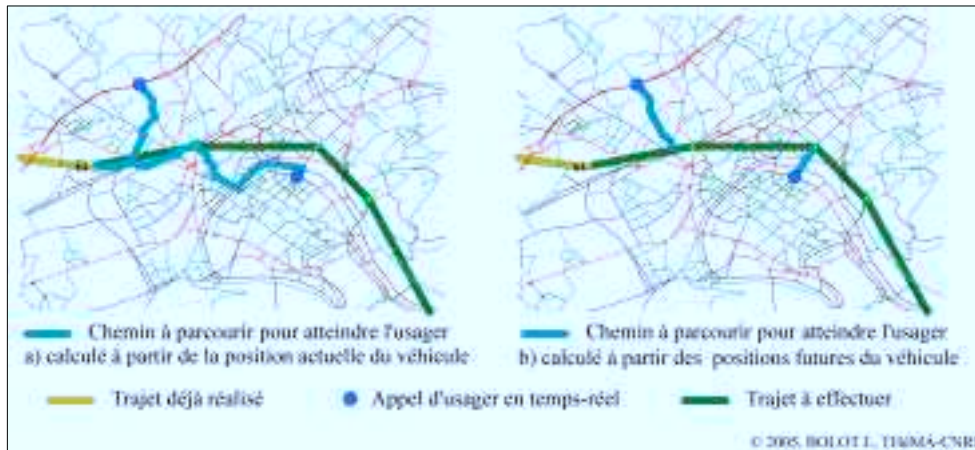 Chemin à parcourir pour atteindre l'usager
a) calculé à partir de la position actuelle du véhicule
Chemin à parcourir pour atteindre l'usager
b) calculé à partir des positions futures du véhicule
Trajet déjà réalisé
Appel d'usager en temps-réel
Trajet à effectuer
© 2005, BOLOT J., ThéMA-CNRS